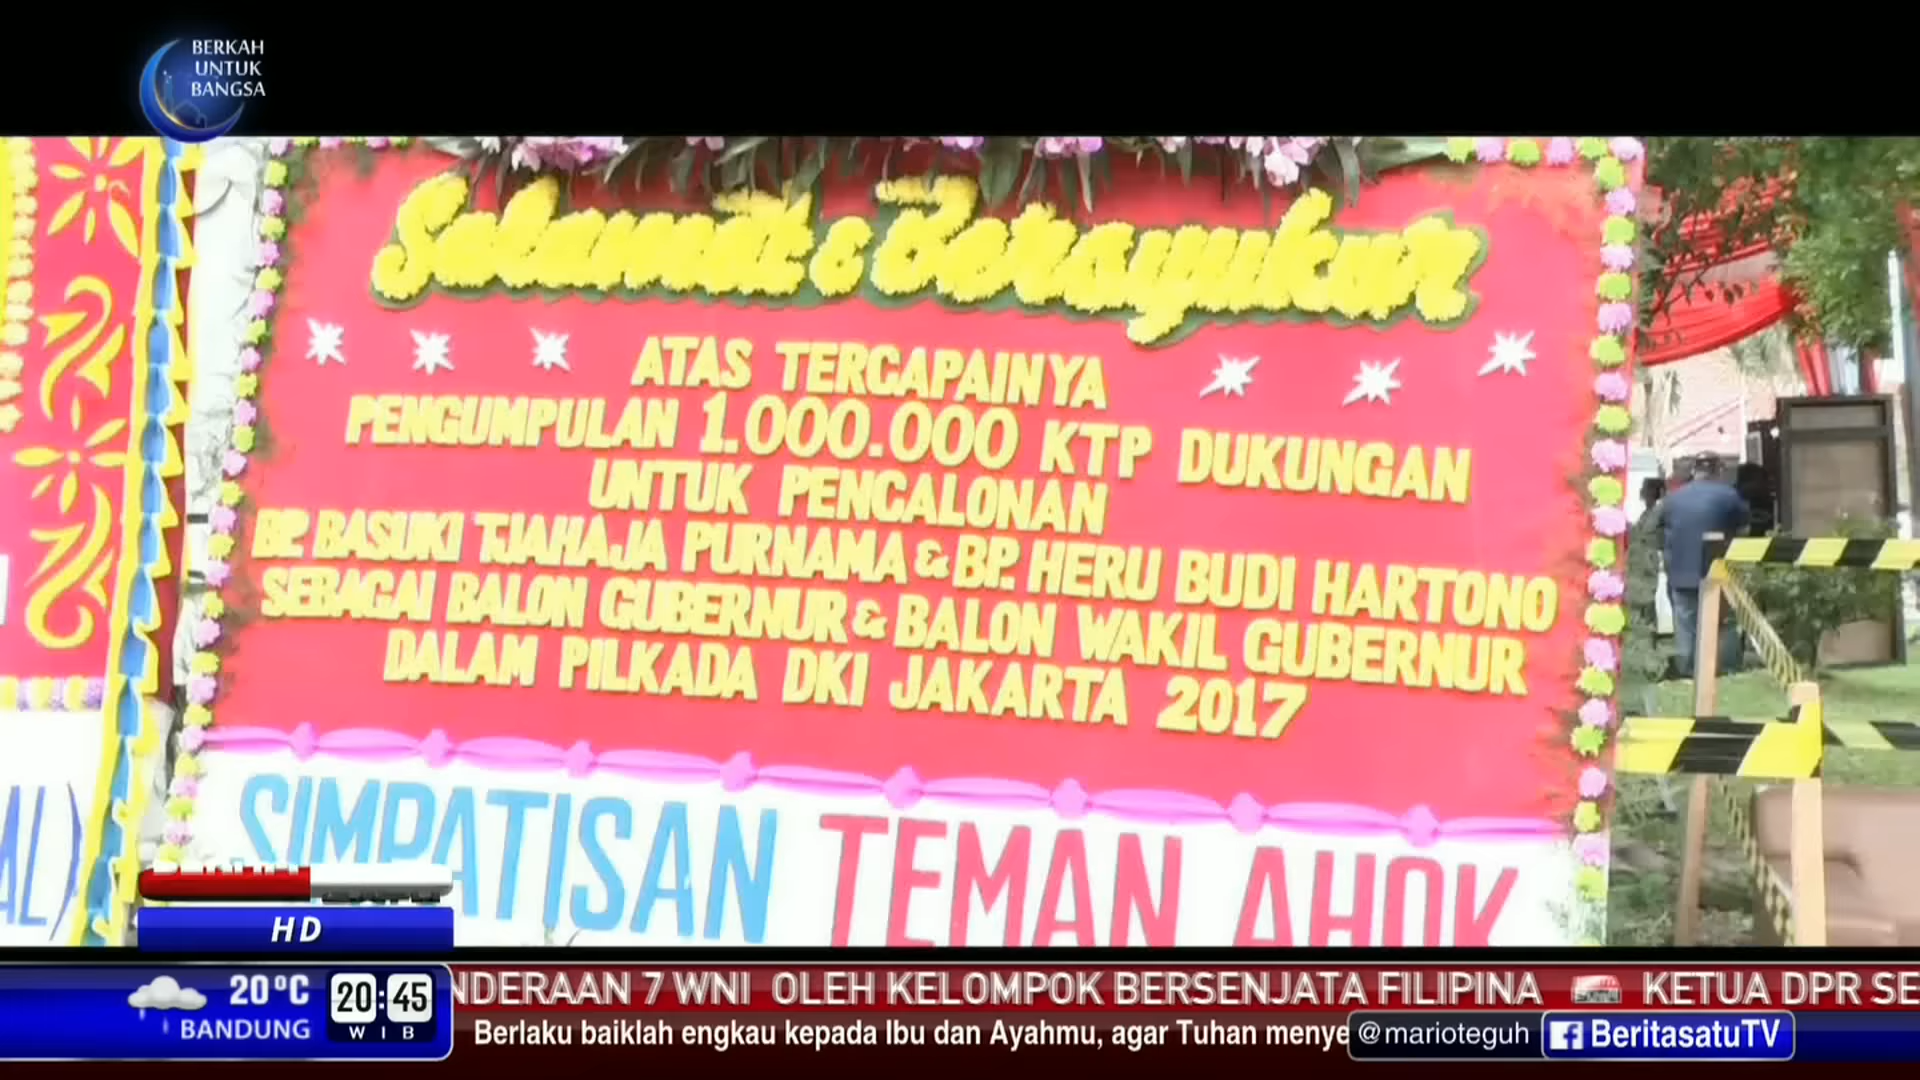 BERKAH
UNTUK
BANGSA
Selamat & Bersyukur
ATAS TERCAPAINYA
PENGUMPULAN 1.000.000 KTP DUKUNGAN
UNTUK PENCALONAN
BP. BASUKI TJAHAJA PURNAMA & BP. HERU BUDI HARTONO
SEBAGAI BALON GUBERNUR & BALON WAKIL GUBERNUR
DALAM PILKADA DKI JAKARTA 2017
SIMPATISAN TEMAN AHOK
AL)
HD
20°C
BANDUNG
20:45
WIB
NDERAAN 7 WNI OLEH KELOMPOK BERSENJATA FILIPINA KETUA DPR SE
Berlaku baiklah engkau kepada Ibu dan Ayahmu, agar Tuhan menye
@marioteguh
BeritasatuTV